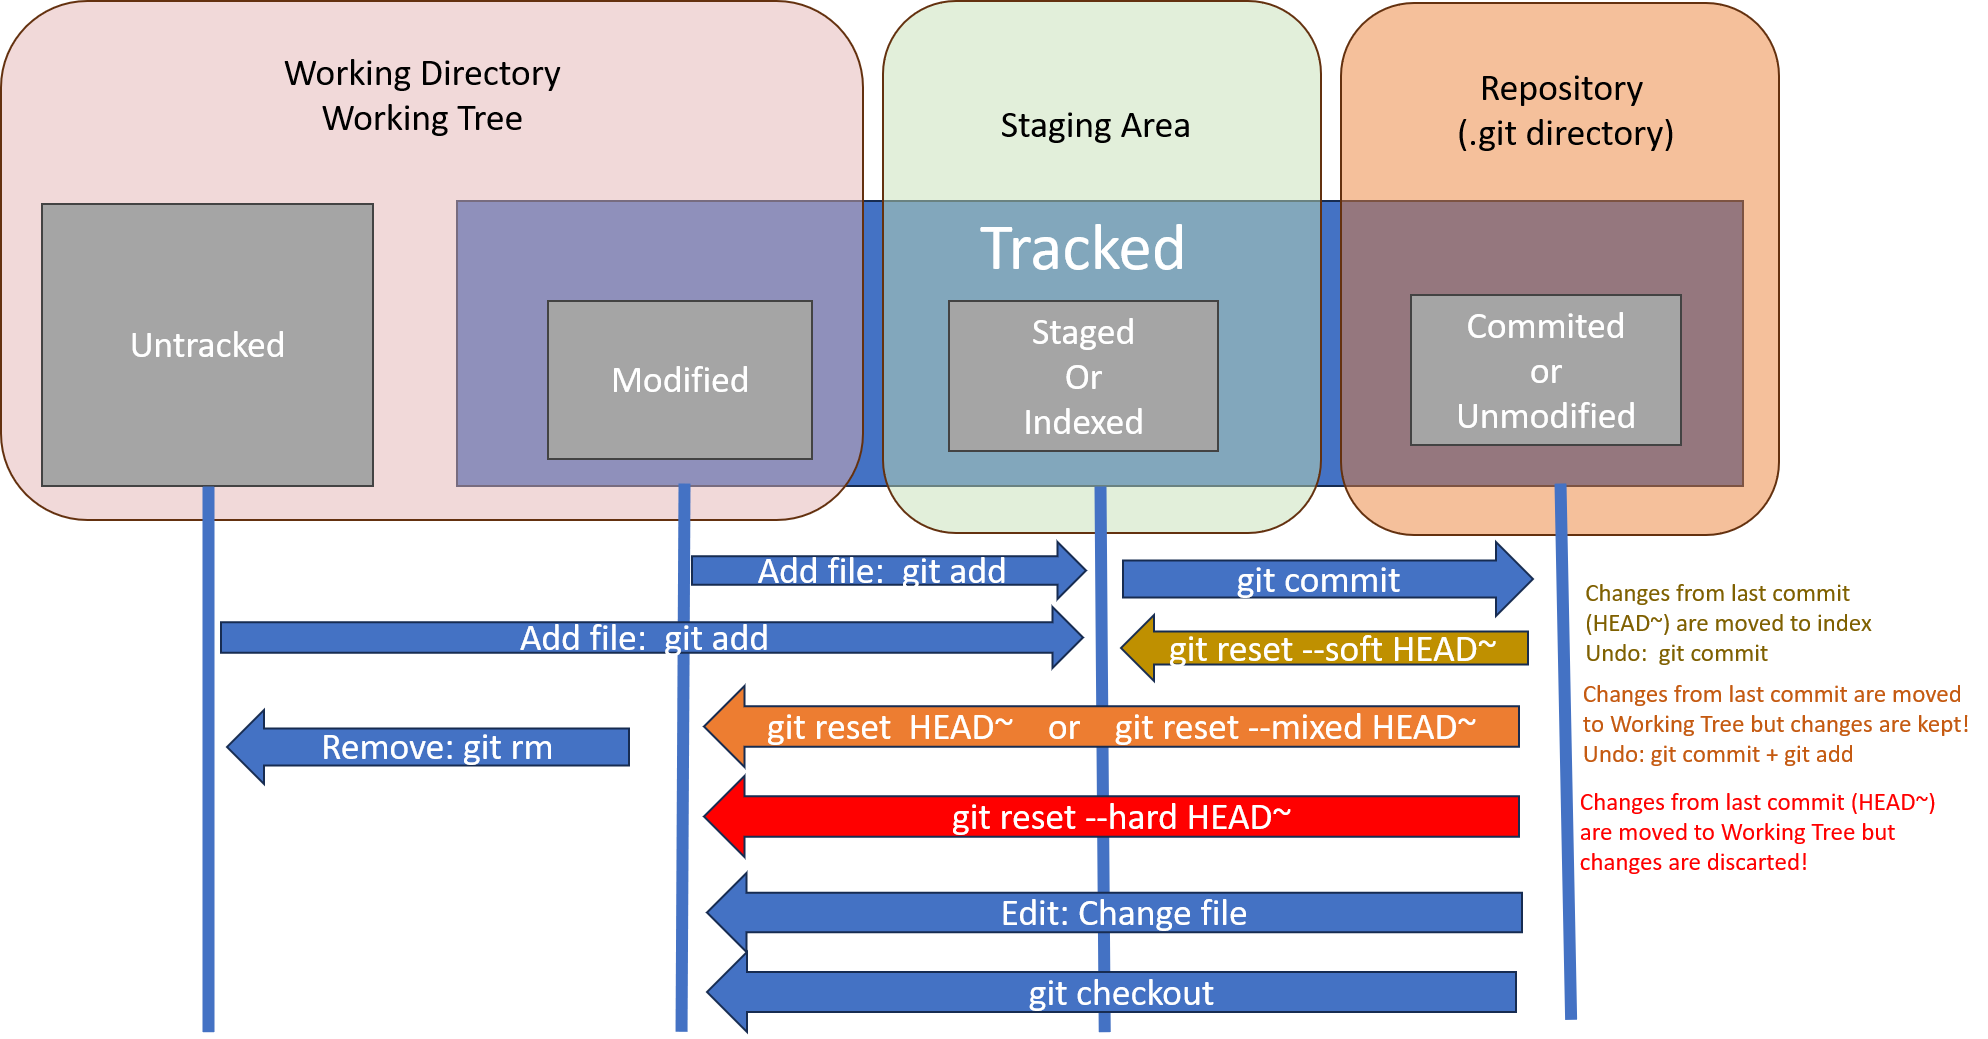 Working Directory
Working Tree
Staging Area
Repository
(.git directory)
Tracked
Untracked
Modified
Staged
Or
Indexed
Commited
or
Unmodified
Add file:  git add
git commit
Add file:  git add
git reset --soft HEAD~
Changes from last commit
(HEAD~) are moved to index
Undo:  git commit
git reset  HEAD~    or    git reset --mixed HEAD~
Changes from last commit are moved
to Working Tree but changes are kept!
Undo: git commit + git add
Remove: git rm
git reset --hard HEAD~
Changes from last commit (HEAD~)
are moved to Working Tree but
changes are discarted!
Edit: Change file
git checkout